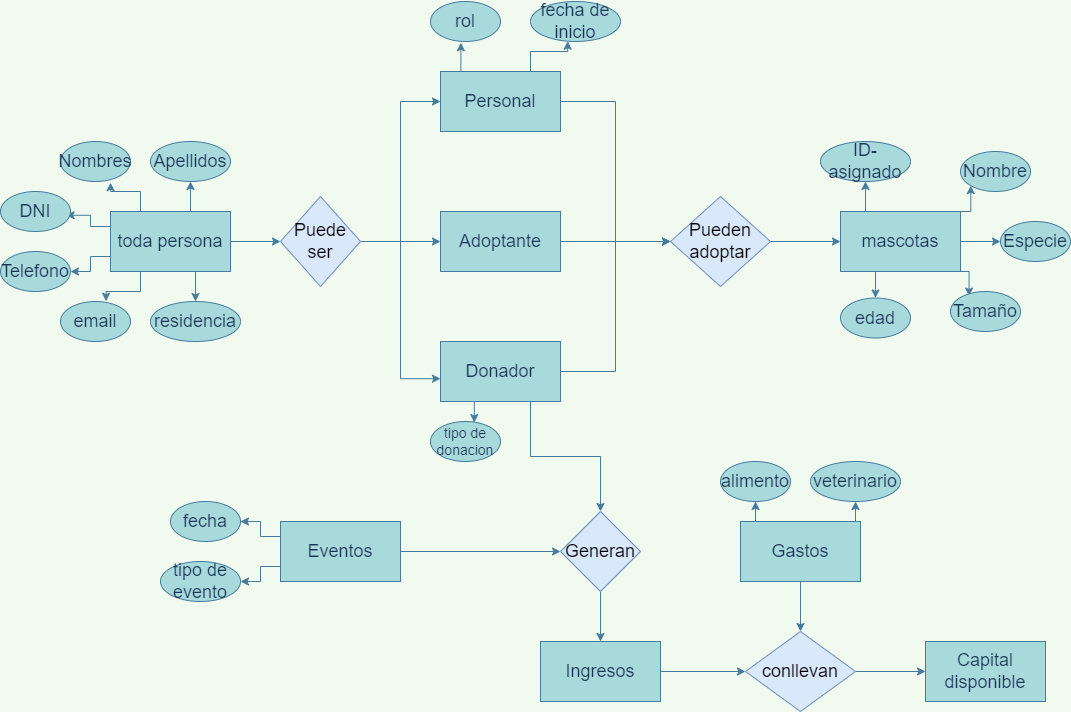 rol
fecha de
inicio
Personal
Nombres
Apellidos
DNI
toda persona
Telefono
email
residencia
Puede
ser
Adoptante
Donador
tipo de
donacion
Pueden
adoptar
ID-
asignado
Nombre
mascotas
Especie
edad
Tamaño
fecha
Eventos
tipo de
evento
Generan
alimento
veterinario
Gastos
Ingresos
conllevan
Capital
disponible